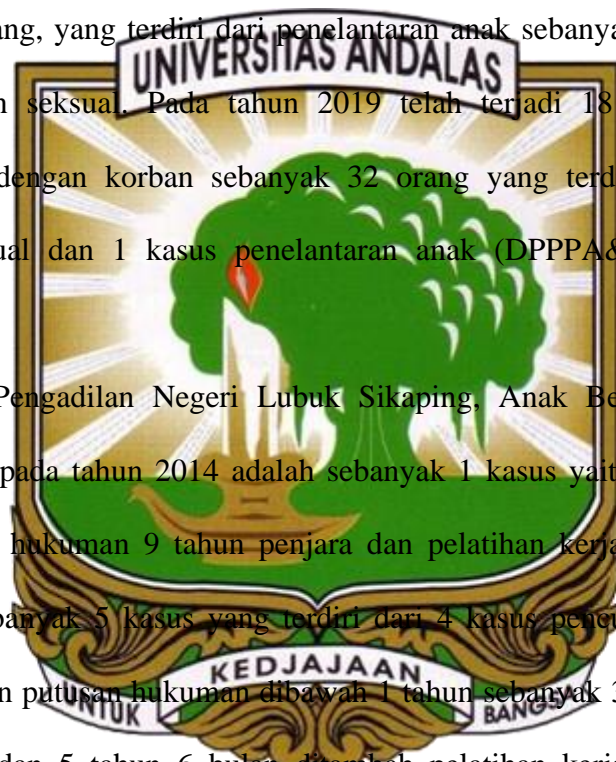 ang, yang terdiri dari penelantaran anak sebanya
UNIVERSITAS ANDALAS
n seksual. Pada tahun 2019 telah terjadi 18
dengan korban sebanyak 32 orang yang terd
ual dan 1 kasus penelantaran anak (DPPPA&
Pengadilan Negeri Lubuk Sikaping, Anak Be
pada tahun 2014 adalah sebanyak 1 kasus yait
hukuman 9 tahun penjara dan pelatihan kerja
banyak 5 kasus yang terdiri dari 4 kasus pencu
KEDJAJAAN
n putusan hukuman dibawah 1 tahun sebanyak 3
UNTUK BANGSA
dan 5 tahun 6 bulan ditambah pelatihan kerj